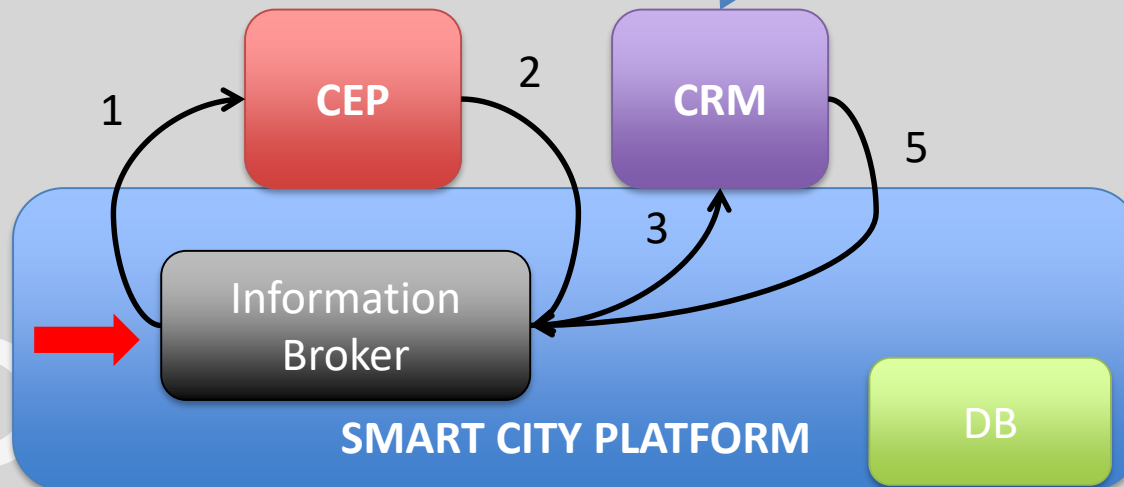 1
CEP
2
CRM
5
3
Information
Broker
SMART CITY PLATFORM
DB